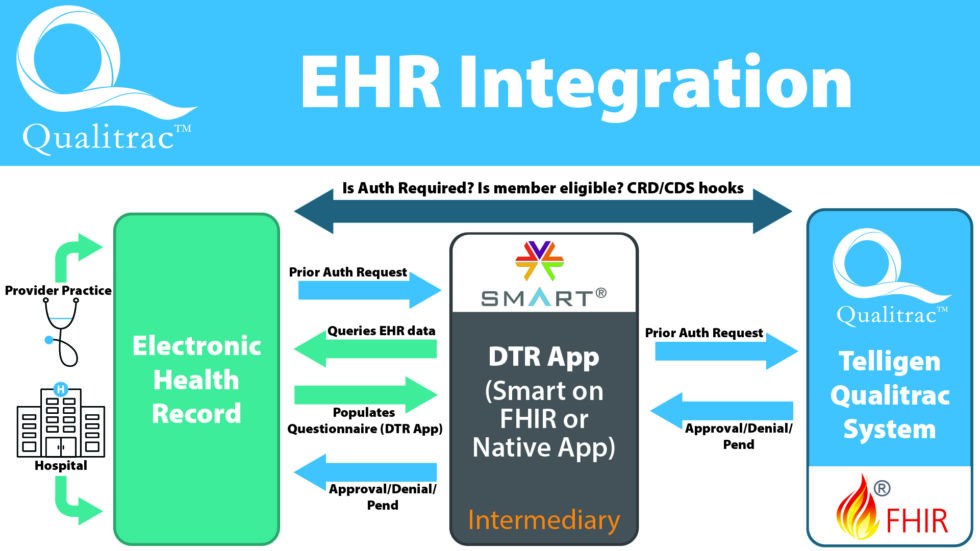 Qualitrac™
EHR Integration
Is Auth Required? Is member eligible? CRD/CDS hooks
Provider Practice
H
Hospital
Electronic
Health
Record
Prior Auth Request
Queries EHR data
Populates
Questionnaire (DTR App)
Approval/Denial/
Pend
SMART®
DTR App
(Smart on
FHIR or
Native App)
Intermediary
Prior Auth Request
Approval/Denial/
Pend
Qualitrac™
Telligen
Qualitrac
System
® FHIR